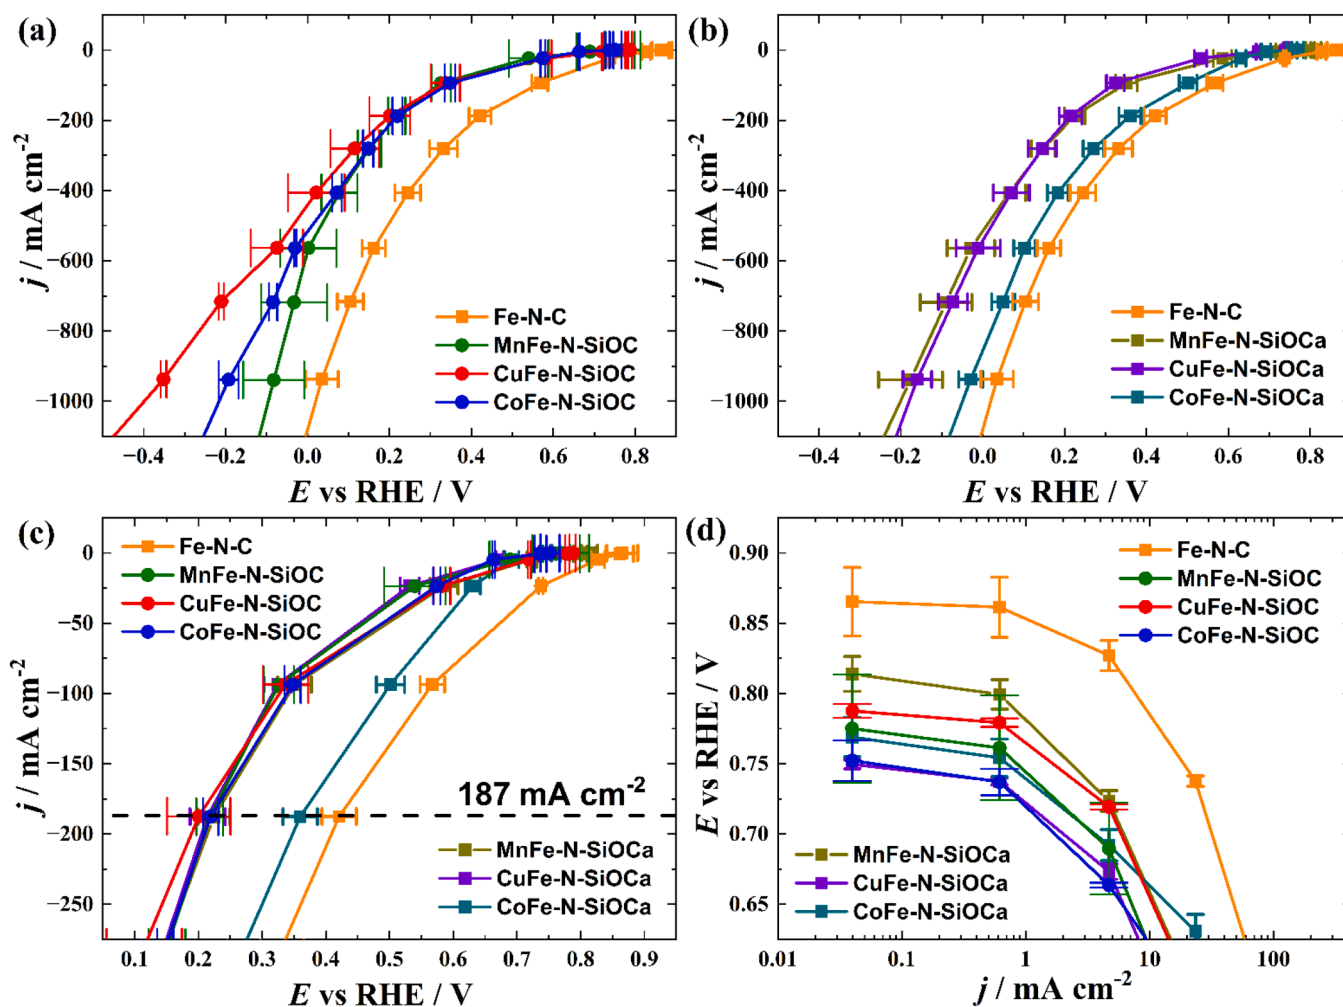 (a)
0
−200
−400
−600
−800
−1000
j / mA cm-2
Fe-N-C
MnFe-N-SiOC
CuFe-N-SiOC
CoFe-N-SiOC
−0.4 −0.2 0.0 0.2 0.4 0.6 0.8
E vs RHE / V
(b)
0
−200
−400
−600
−800
−1000
j / mA cm-2
Fe-N-C
MnFe-N-SiOCa
CuFe-N-SiOCa
CoFe-N-SiOCa
−0.4 −0.2 0.0 0.2 0.4 0.6 0.8
E vs RHE / V
(c)
0
−50
−100
−150
−200
−250
j / mA cm-2
Fe-N-C
MnFe-N-SiOC
CuFe-N-SiOC
CoFe-N-SiOC
187 mA cm-2
MnFe-N-SiOCa
CuFe-N-SiOCa
CoFe-N-SiOCa
0.1 0.2 0.3 0.4 0.5 0.6 0.7 0.8 0.9
E vs RHE / V
(d)
0.90
0.85
0.80
0.75
0.70
0.65
E vs RHE / V
Fe-N-C
MnFe-N-SiOC
CuFe-N-SiOC
CoFe-N-SiOC
MnFe-N-SiOCa
CuFe-N-SiOCa
CoFe-N-SiOCa
0.01 0.1 1 10 100
j / mA cm-2